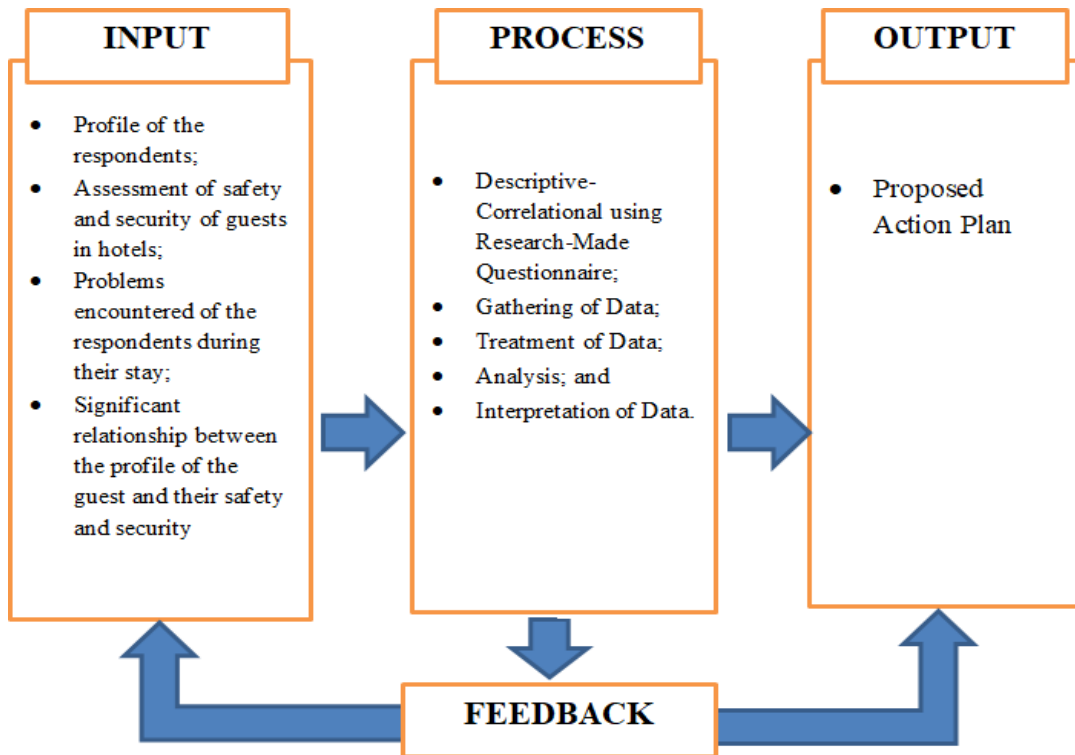 INPUT
• Profile of the
respondents;
• Assessment of safety
and security of guests
in hotels;
• Problems
encountered of the
respondents during
their stay;
• Significant
relationship between
the profile of the
guest and their safety
and security
PROCESS
• Descriptive-
Correlational using
Research-Made
Questionnaire;
• Gathering of Data;
• Treatment of Data;
• Analysis; and
• Interpretation of Data.
OUTPUT
• Proposed
Action Plan
FEEDBACK